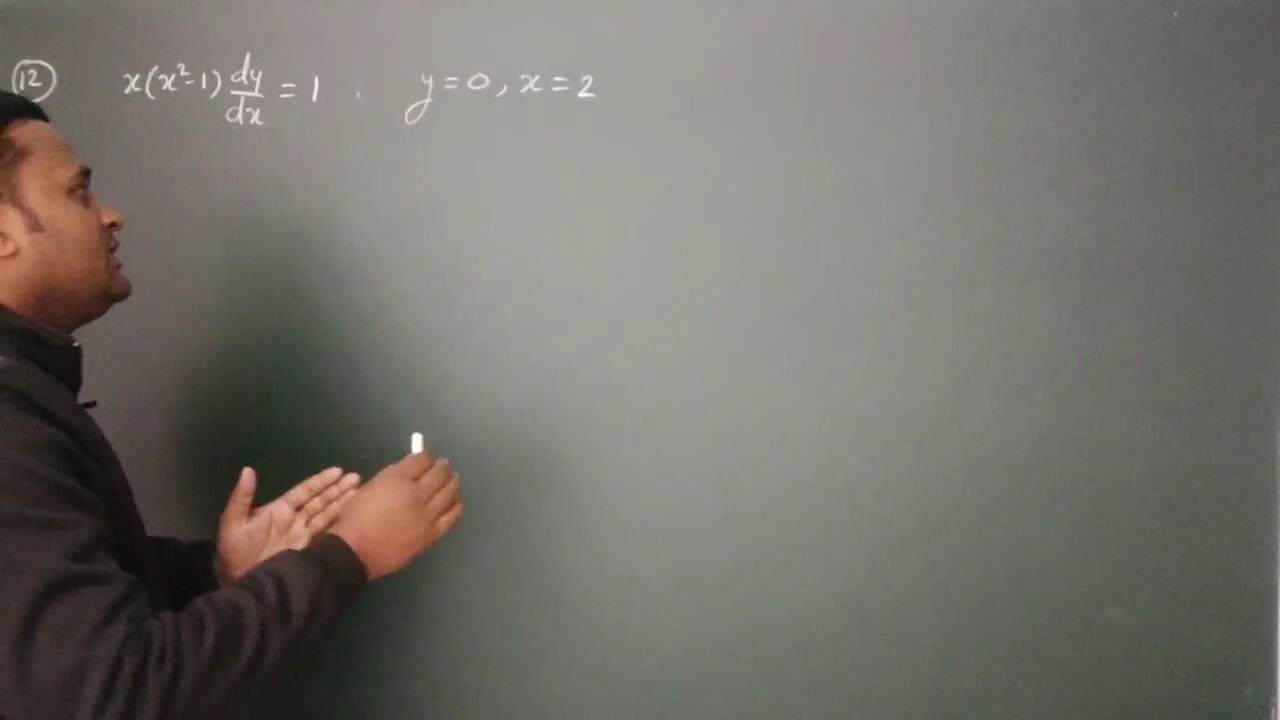 ⑫ x(x²-1) dy/dx = 1 . y=0, x=2